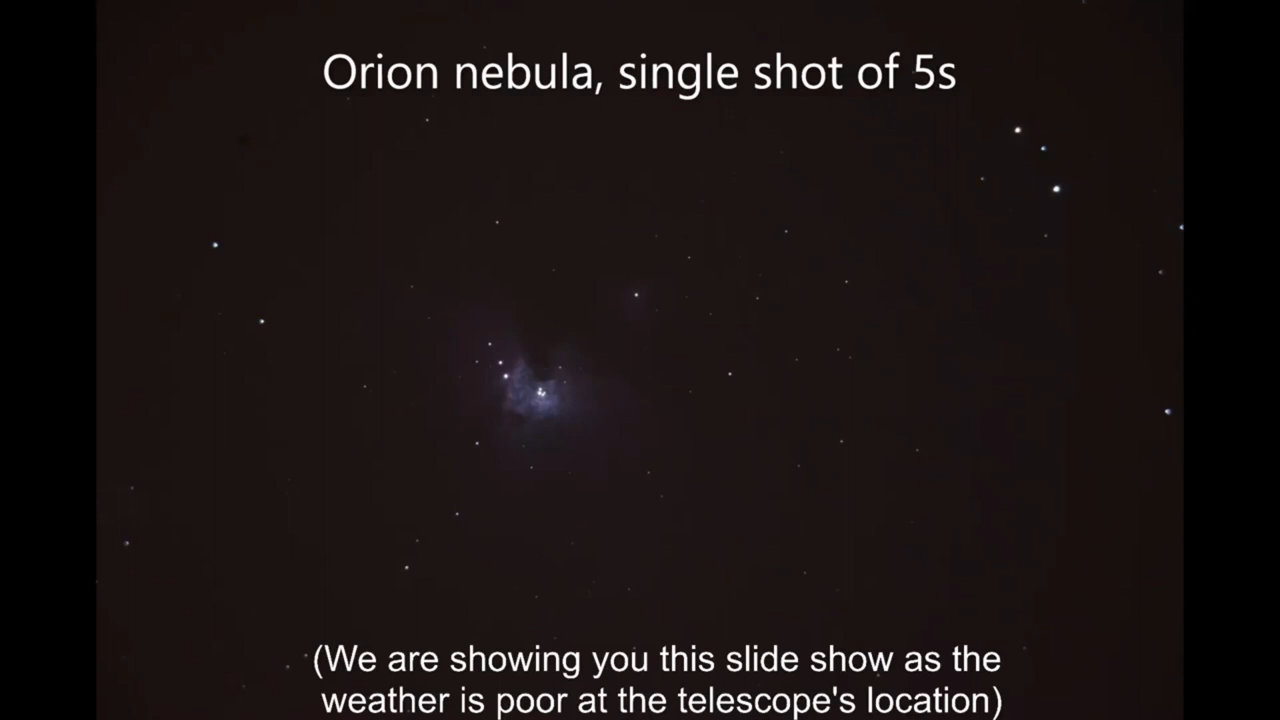 Orion nebula, single shot of 5s
(We are showing you this slide show as the
weather is poor at the telescope's location)